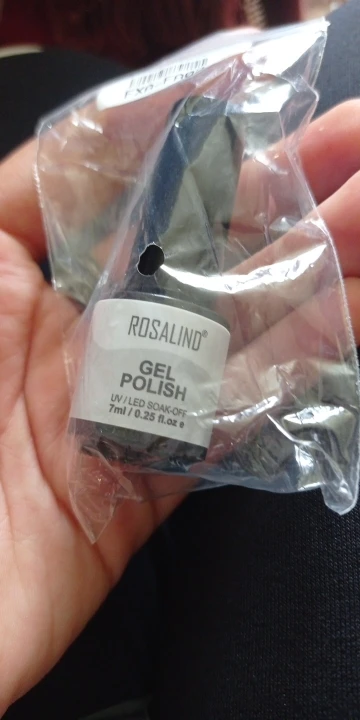 ROSALIND®
GEL
POLISH
UV / LED SOAK-OFF
7ml / 0.25 fl.oz e